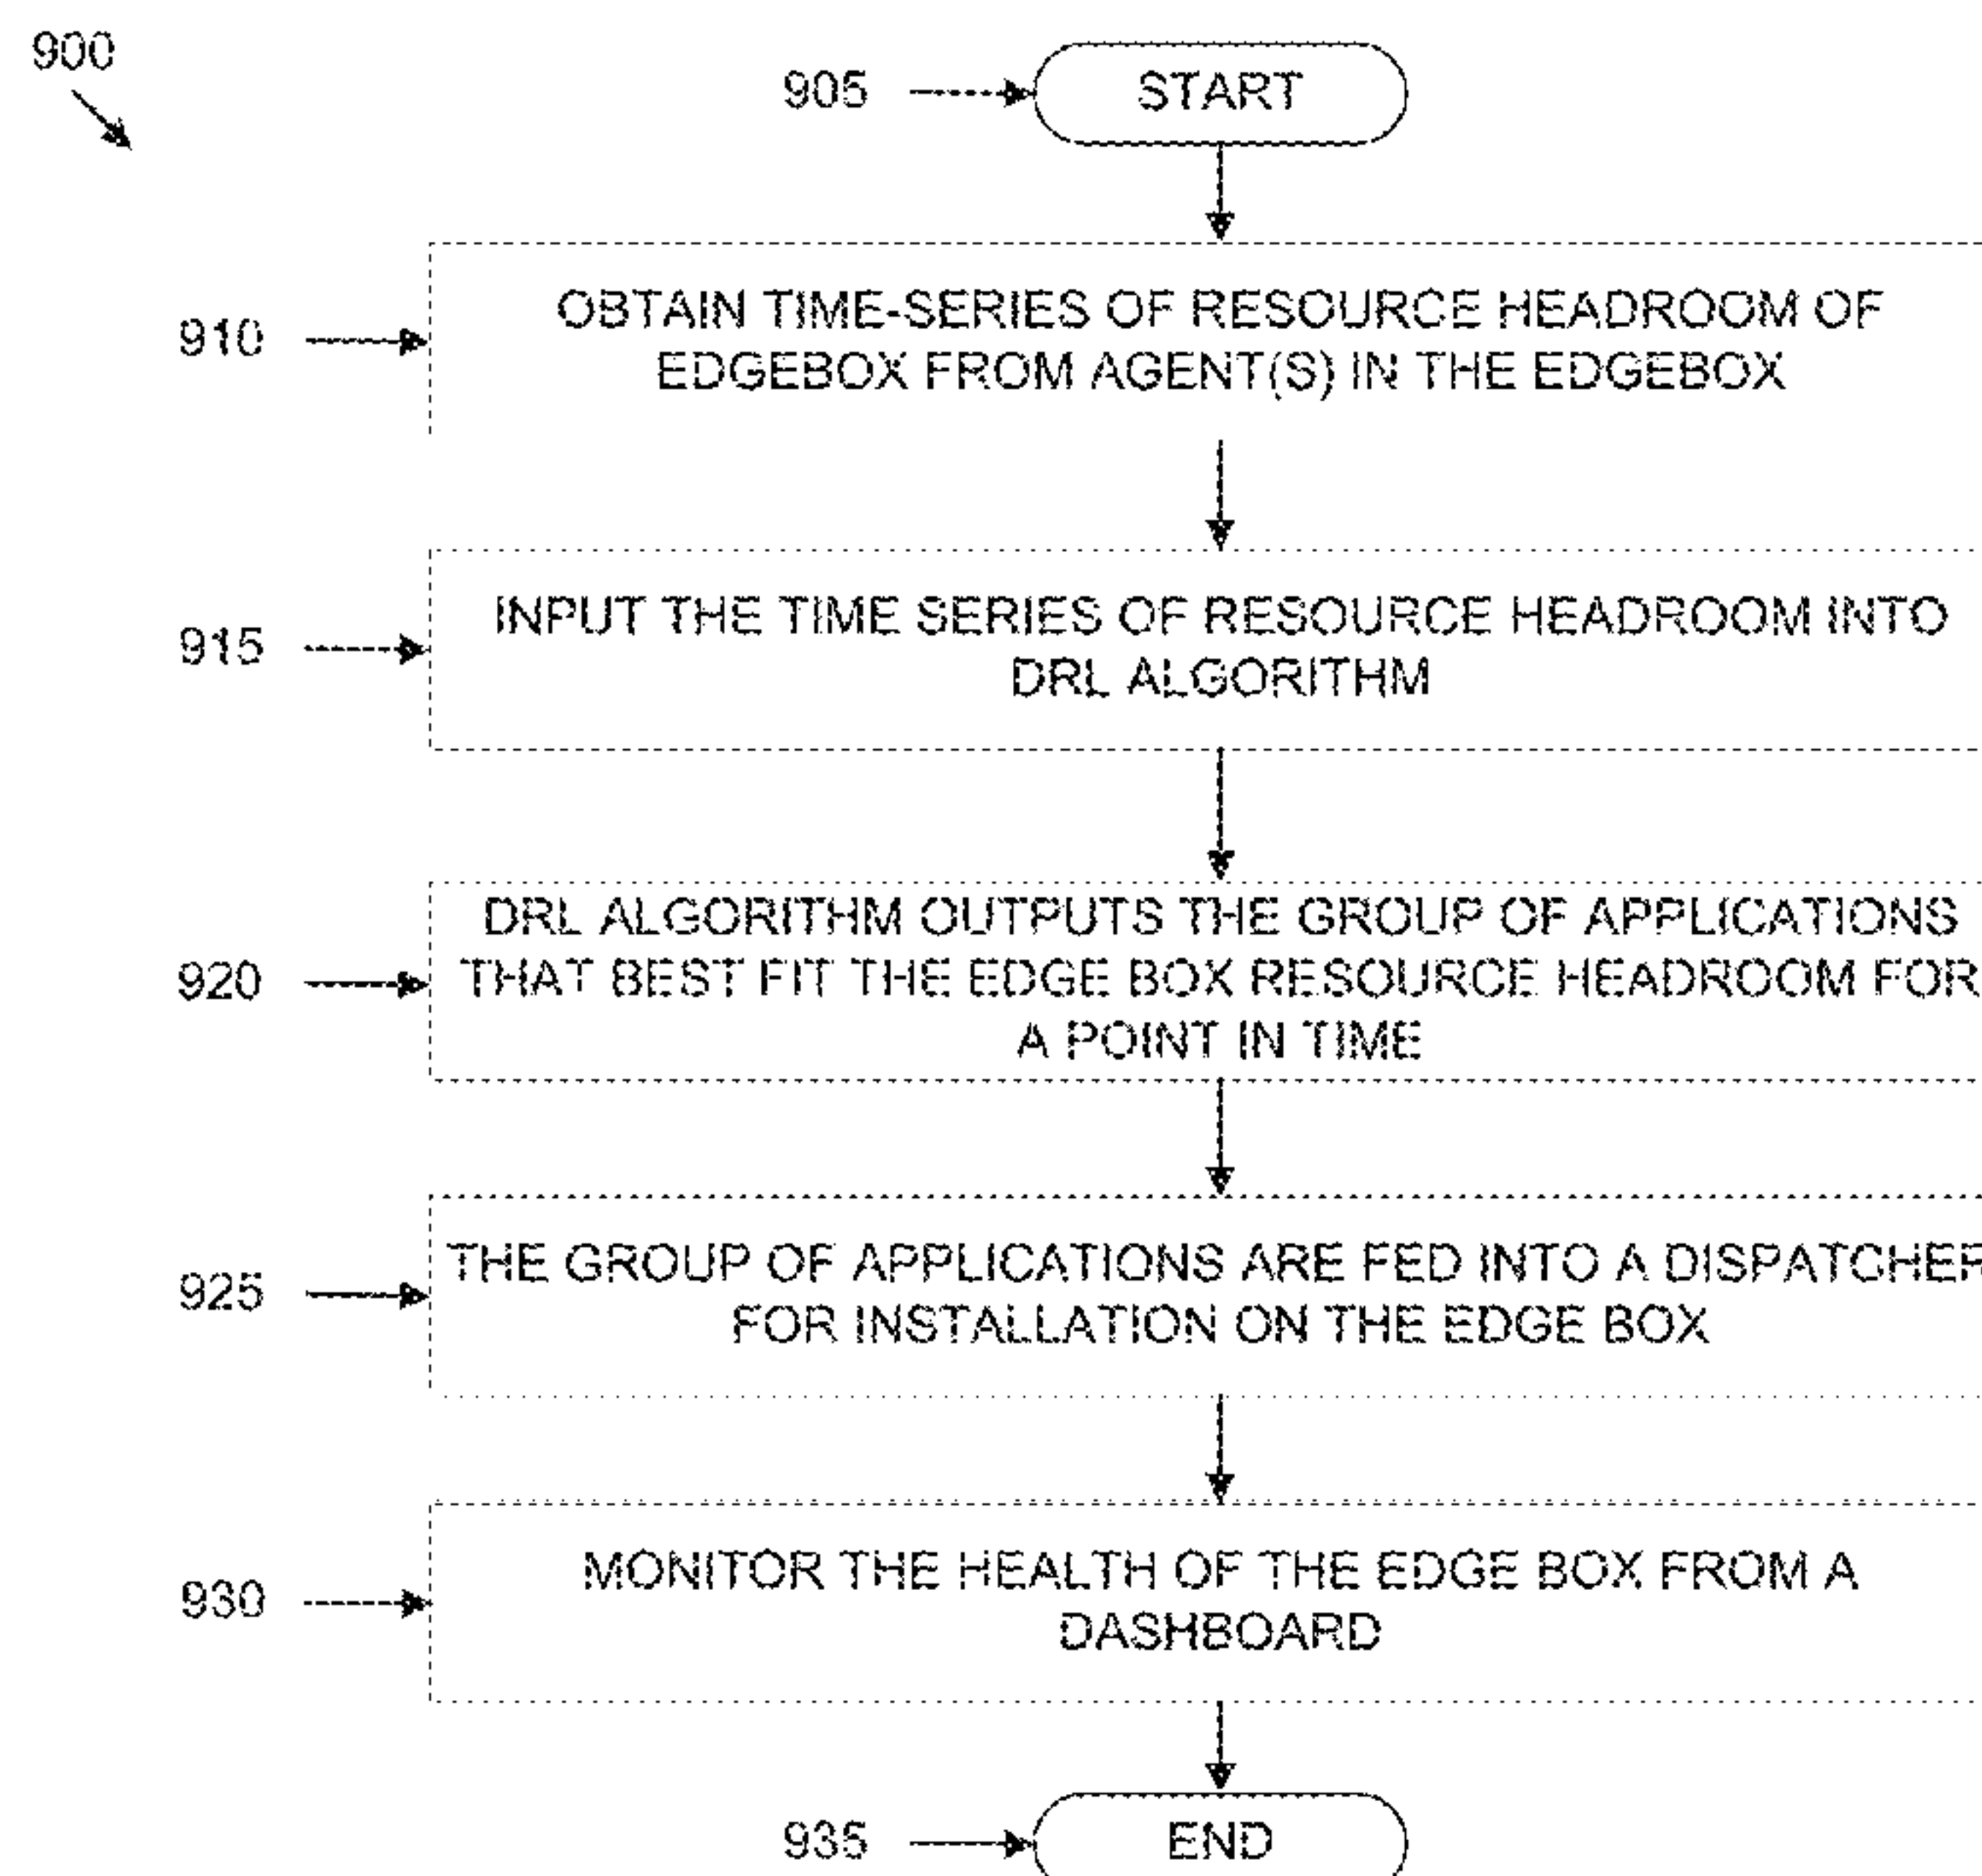 900
905
START
910
OBTAIN TIME-SERIES OF RESOURCE HEADROOM OF
EDGEBOX FROM AGENT(S) IN THE EDGEBOX
915
INPUT THE TIME SERIES OF RESOURCE HEADROOM INTO
DRL ALGORITHM
920
DRL ALGORITHM OUTPUTS THE GROUP OF APPLICATIONS
THAT BEST FIT THE EDGE BOX RESOURCE HEADROOM FOR
A POINT IN TIME
925
THE GROUP OF APPLICATIONS ARE FED INTO A DISPATCHER
FOR INSTALLATION ON THE EDGE BOX
930
MONITOR THE HEALTH OF THE EDGE BOX FROM A
DASHBOARD
935
END